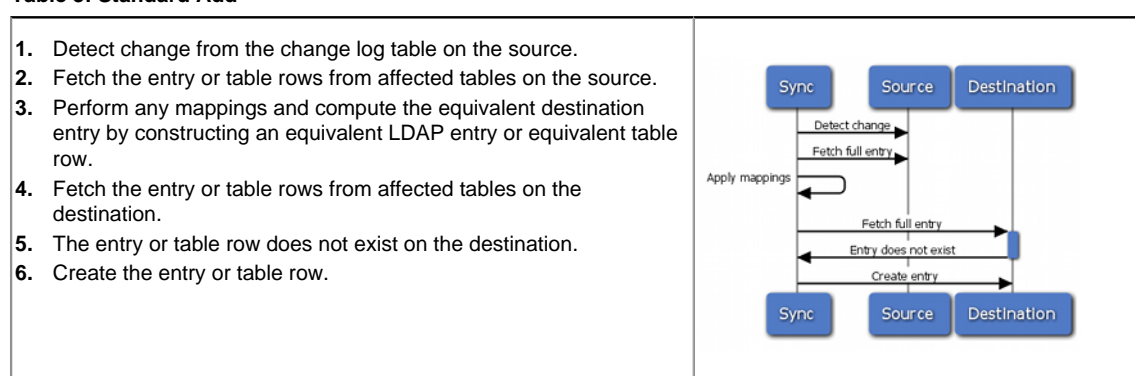 1. Detect change from the change log table on the source.
2. Fetch the entry or table rows from affected tables on the source.
3. Perform any mappings and compute the equivalent destination
entry by constructing an equivalent LDAP entry or equivalent table
row.
4. Fetch the entry or table rows from affected tables on the
destination.
5. The entry or table row does not exist on the destination.
6. Create the entry or table row.
Sync Source Destination
Detect change
Fetch full entry
Apply mappings
Fetch full entry
Entry does not exist
Create entry
Sync Source Destination